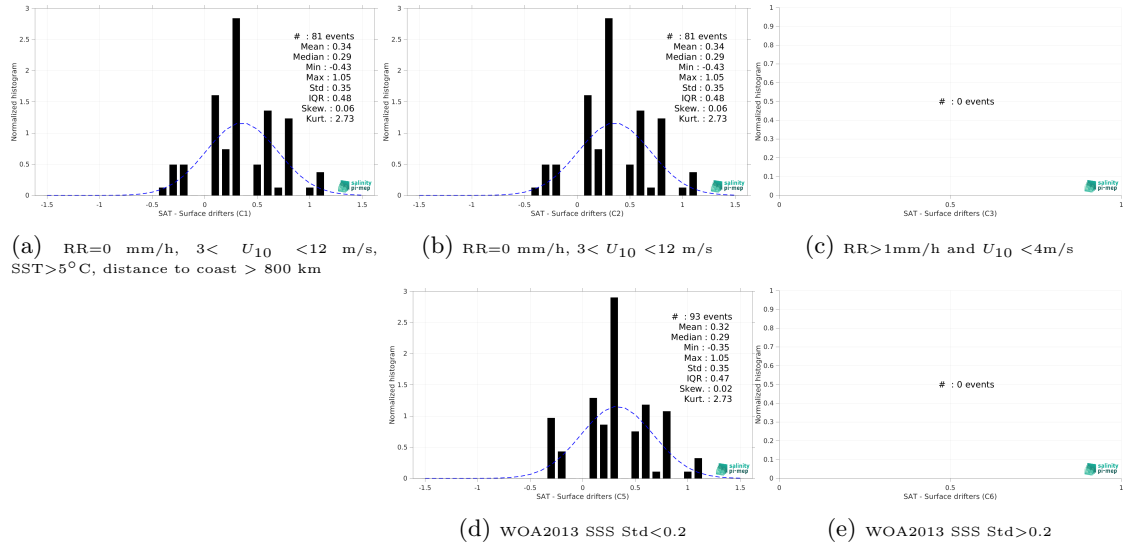 3
2.5
2
1.5
1
0.5
0
Normalized histogram
# : 81 events
Mean : 0.34
Median : 0.29
Min : -0.43
Max : 1.05
Std : 0.35
IQR : 0.48
Skew. : 0.06
Kurt. : 2.73
salinity
pi-mep
-1.5 -1 -0.5 0 0.5 1 1.5
SAT - Surface drifters (C1)
(a) RR=0 mm/h, 3< U10 <12 m/s,
SST>5°C, distance to coast > 800 km
3
2.5
2
1.5
1
0.5
0
Normalized histogram
# : 81 events
Mean : 0.34
Median : 0.29
Min : -0.43
Max : 1.05
Std : 0.35
IQR : 0.48
Skew. : 0.06
Kurt. : 2.73
salinity
pi-mep
-1.5 -1 -0.5 0 0.5 1 1.5
SAT - Surface drifters (C2)
(b) RR=0 mm/h, 3< U10 <12 m/s
1
0.9
0.8
0.7
0.6
0.5
0.4
0.3
0.2
0.1
0
Normalized histogram
# : 0 events
salinity
pi-mep
0 0.5 1
SAT - Surface drifters (C3)
(c) RR>1mm/h and U10 <4m/s
3
2.5
2
1.5
1
0.5
0
Normalized histogram
# : 93 events
Mean : 0.32
Median : 0.29
Min : -0.35
Max : 1.05
Std : 0.35
IQR : 0.47
Skew. : 0.02
Kurt. : 2.73
salinity
pi-mep
-1.5 -1 -0.5 0 0.5 1 1.5
SAT - Surface drifters (C5)
(d) WOA2013 SSS Std<0.2
1
0.9
0.8
0.7
0.6
0.5
0.4
0.3
0.2
0.1
0
Normalized histogram
# : 0 events
salinity
pi-mep
0 0.5 1
SAT - Surface drifters (C6)
(e) WOA2013 SSS Std>0.2